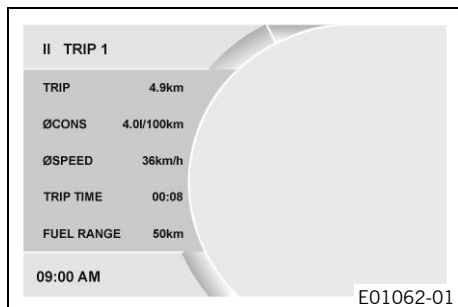 II TRIP 1
TRIP 4.9km
ØCONS 4.0l/100km
ØSPEED 36km/h
TRIP TIME 00:08
FUEL RANGE 50km
09:00 AM
E01062-01